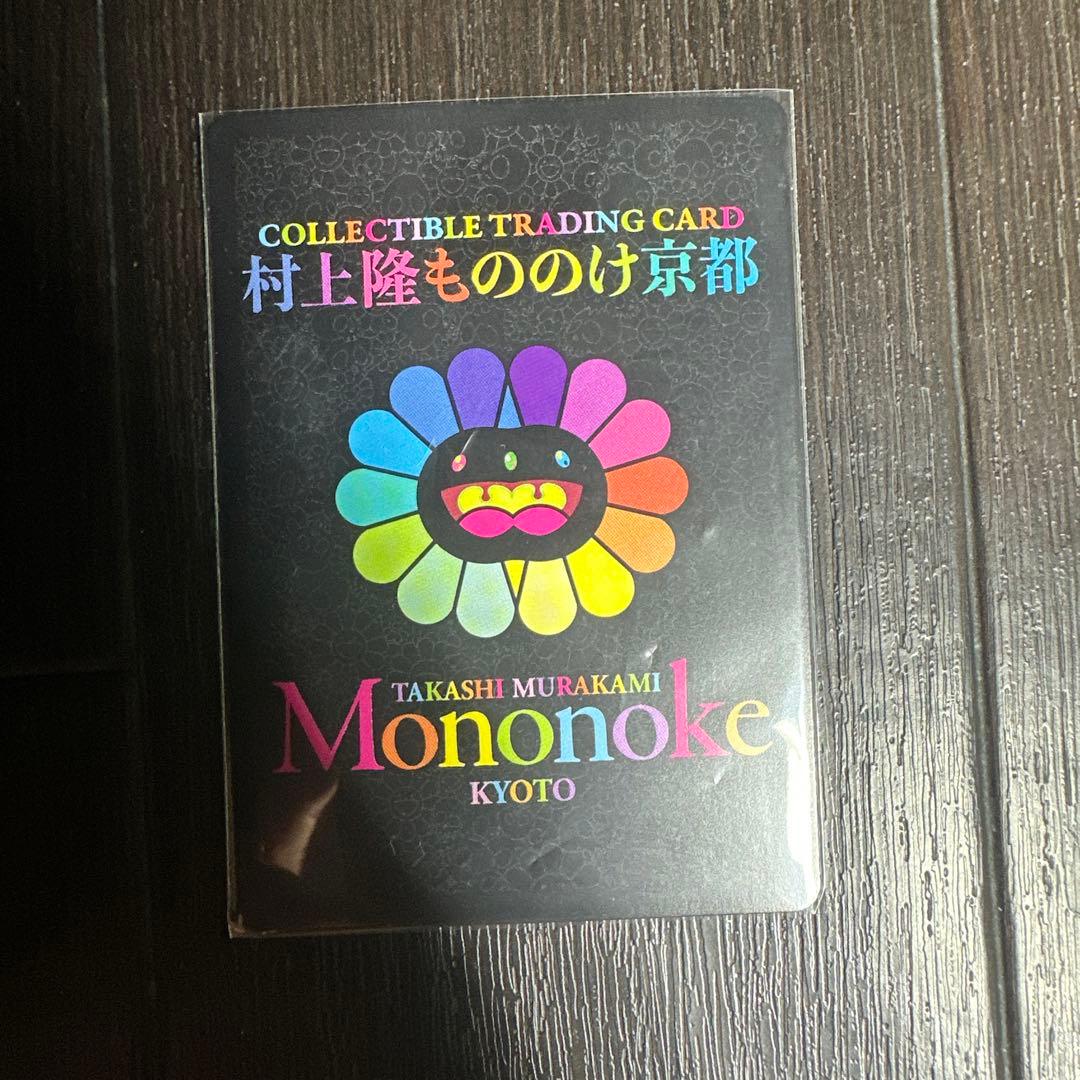 COLLECTIBLE TRADING CARD
村上隆もののけ京都
TAKASHI MURAKAMI
Mononoke
KYOTO